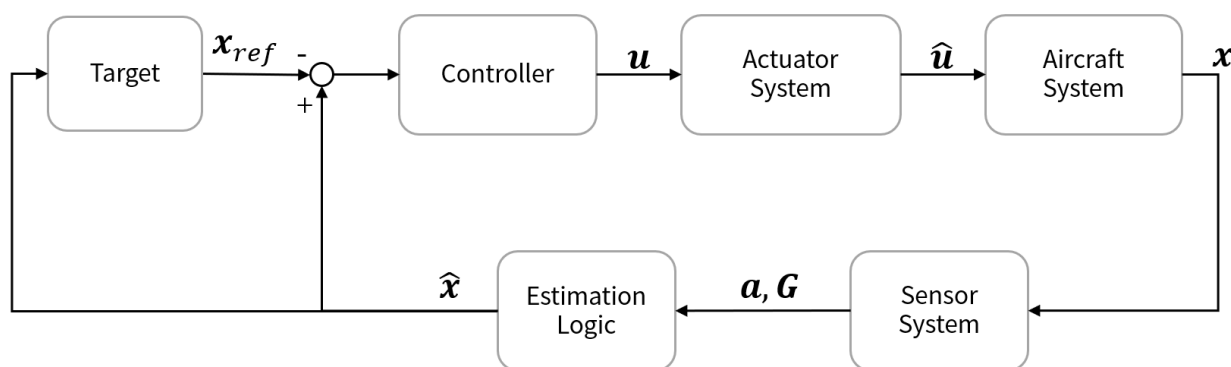 Target
x_ref
-
+
Controller
u
Actuator
System
û
Aircraft
System
x
x̂
Estimation
Logic
a, G
Sensor
System